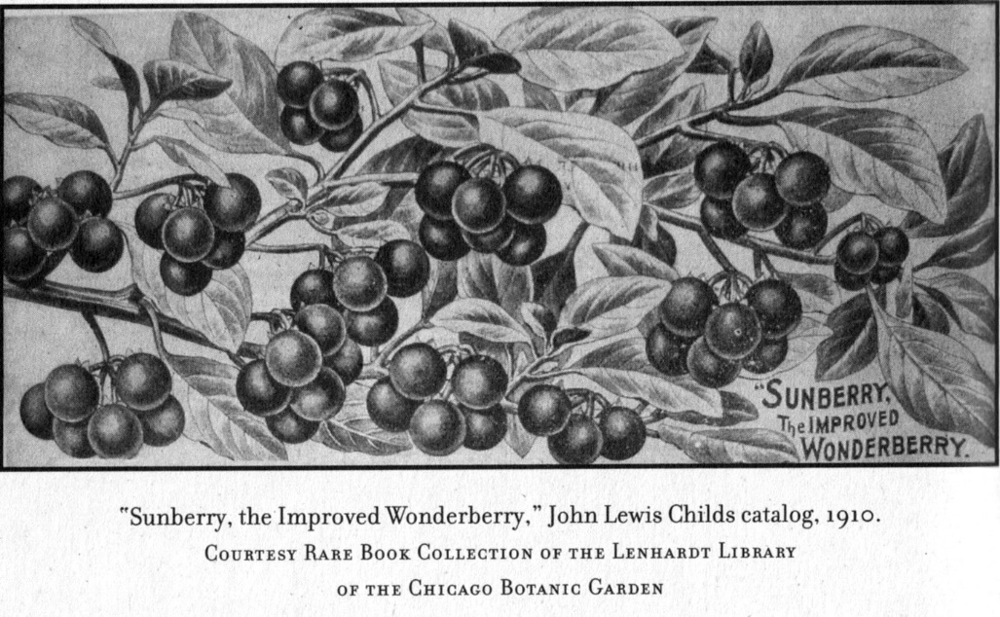 "SUNBERRY,
The IMPROVED
WONDERBERRY.
"Sunberry, the Improved Wonderberry," John Lewis Childs catalog, 1910.
COURTESY RARE BOOK COLLECTION OF THE LENHARDT LIBRARY
OF THE CHICAGO BOTANIC GARDEN